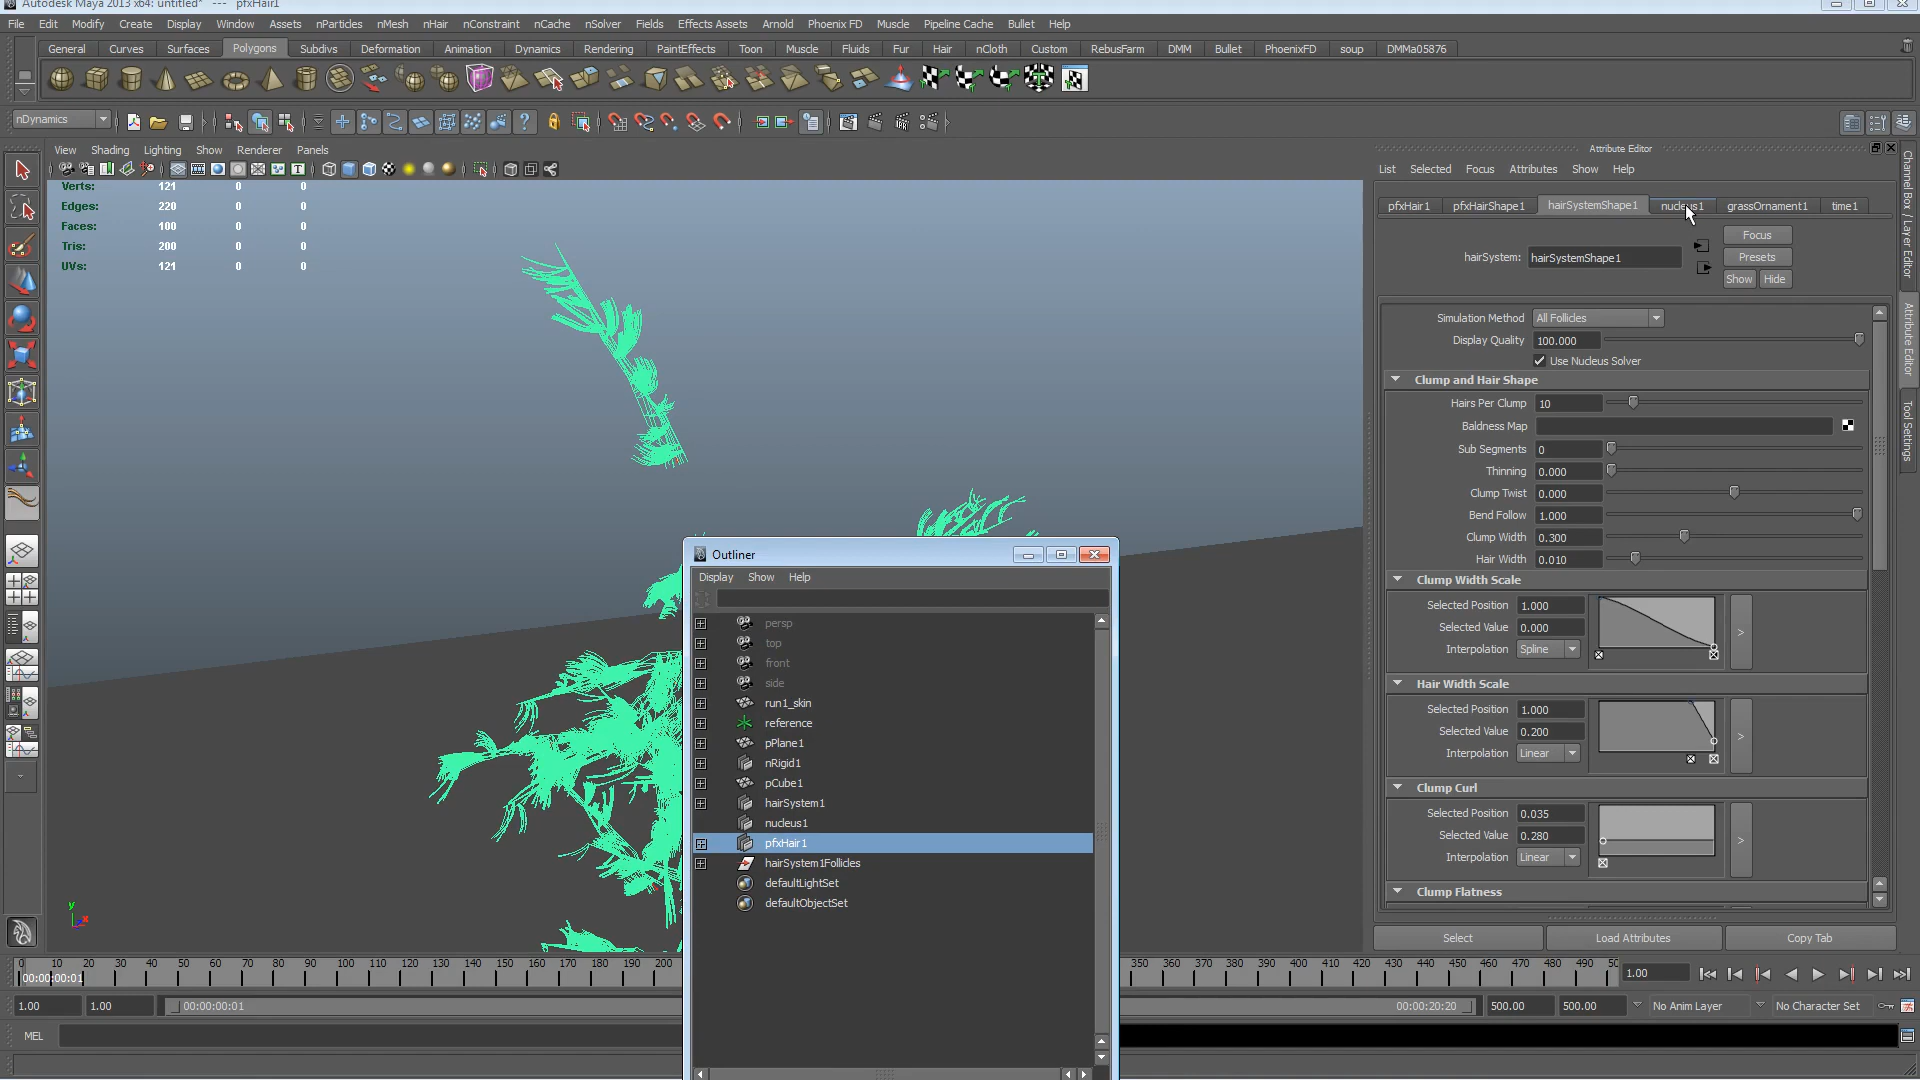 Autodesk Maya 2013 x64: untitled* --- pfxHair1
File Edit Modify Create Display Window Assets nParticles nMesh nHair nConstraint nCache nSolver Fields Effects Assets Arnold Phoenix FD Muscle Pipeline Cache Bullet Help
General Curves Surfaces Polygons Subdivs Deformation Animation Dynamics Rendering PaintEffects Toon Muscle Fluids Fur Hair nCloth Custom RebusFarm DMM Bullet PhoenixFD soup DMMa05876
nDynamics
View Shading Lighting Show Renderer Panels
Verts: 121 0 0
Edges: 220 0 0
Faces: 100 0 0
Tris: 200 0 0
UVs: 121 0 0
y
x
Attribute Editor
List Selected Focus Attributes Show Help
pfxHair1 pfxHairShape1 hairSystemShape1 nucleus1 grassOrnament1 time1
Focus
hairSystem: hairSystemShape1 Presets
Show Hide
Simulation Method All Follicles
Display Quality 100.000
Use Nucleus Solver
Clump and Hair Shape
Hairs Per Clump 10
Baldness Map
Sub Segments 0
Thinning 0.000
Clump Twist 0.000
Bend Follow 1.000
Clump Width 0.300
Hair Width 0.010
Clump Width Scale
Selected Position 1.000
Selected Value 0.000
Interpolation Spline
>
Hair Width Scale
Selected Position 1.000
Selected Value 0.200
Interpolation Linear
>
Clump Curl
Selected Position 0.035
Selected Value 0.280
Interpolation Linear
>
Clump Flatness
Select Load Attributes Copy Tab
Channel Box / Layer Editor
Attribute Editor
Tool Settings
Outliner
Display Show Help
persp
top
front
side
run1_skin
reference
pPlane1
nRigid1
pCube1
hairSystem1
nucleus1
pfxHair1
hairSystem1Follicles
defaultLightSet
defaultObjectSet
0 10 20 30 40 50 60 70 80 90 100 110 120 130 140 150 160 170 180 190 200 350 360 370 380 390 400 410 420 430 440 450 460 470 480 490 1.00
00:00:00:01
1.00 1.00 00:00:00:01 00:00:20:20 500.00 500.00 No Anim Layer No Character Set
MEL